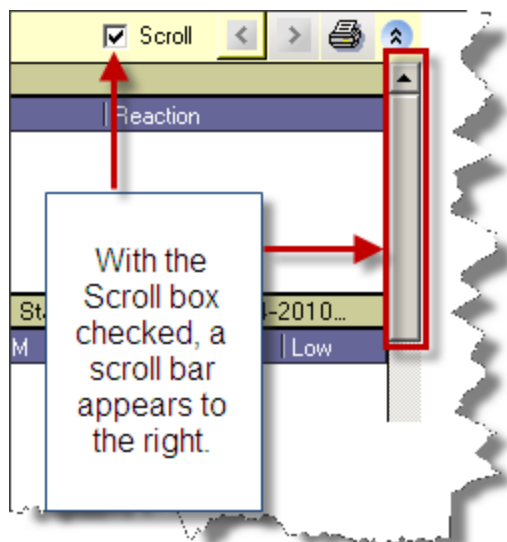 Scroll
Reaction
With the
Scroll box
checked, a
scroll bar
appears to
the right.
-2010...
M Low